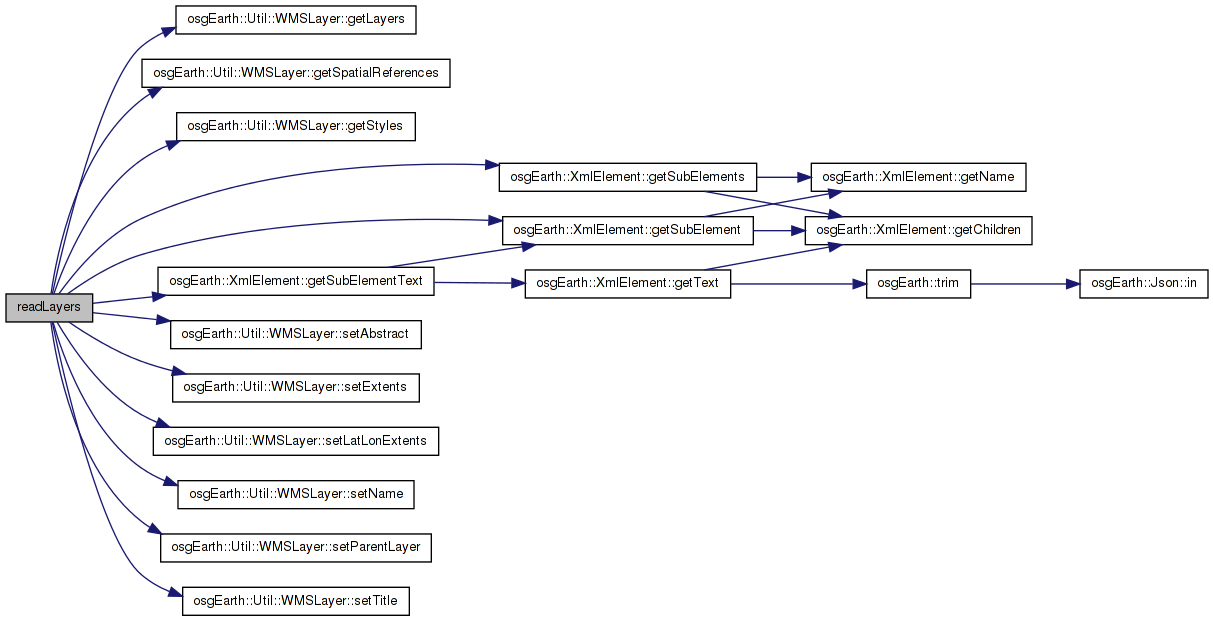 osgEarth::Util::WMSLayer::getLayers
osgEarth::Util::WMSLayer::getSpatialReferences
osgEarth::Util::WMSLayer::getStyles
osgEarth::XmlElement::getSubElements
osgEarth::XmlElement::getName
osgEarth::XmlElement::getSubElement
osgEarth::XmlElement::getChildren
readLayers
osgEarth::XmlElement::getSubElementText
osgEarth::XmlElement::getText
osgEarth::trim
osgEarth::Json::in
osgEarth::Util::WMSLayer::setAbstract
osgEarth::Util::WMSLayer::setExtents
osgEarth::Util::WMSLayer::setLatLonExtents
osgEarth::Util::WMSLayer::setName
osgEarth::Util::WMSLayer::setParentLayer
osgEarth::Util::WMSLayer::setTitle